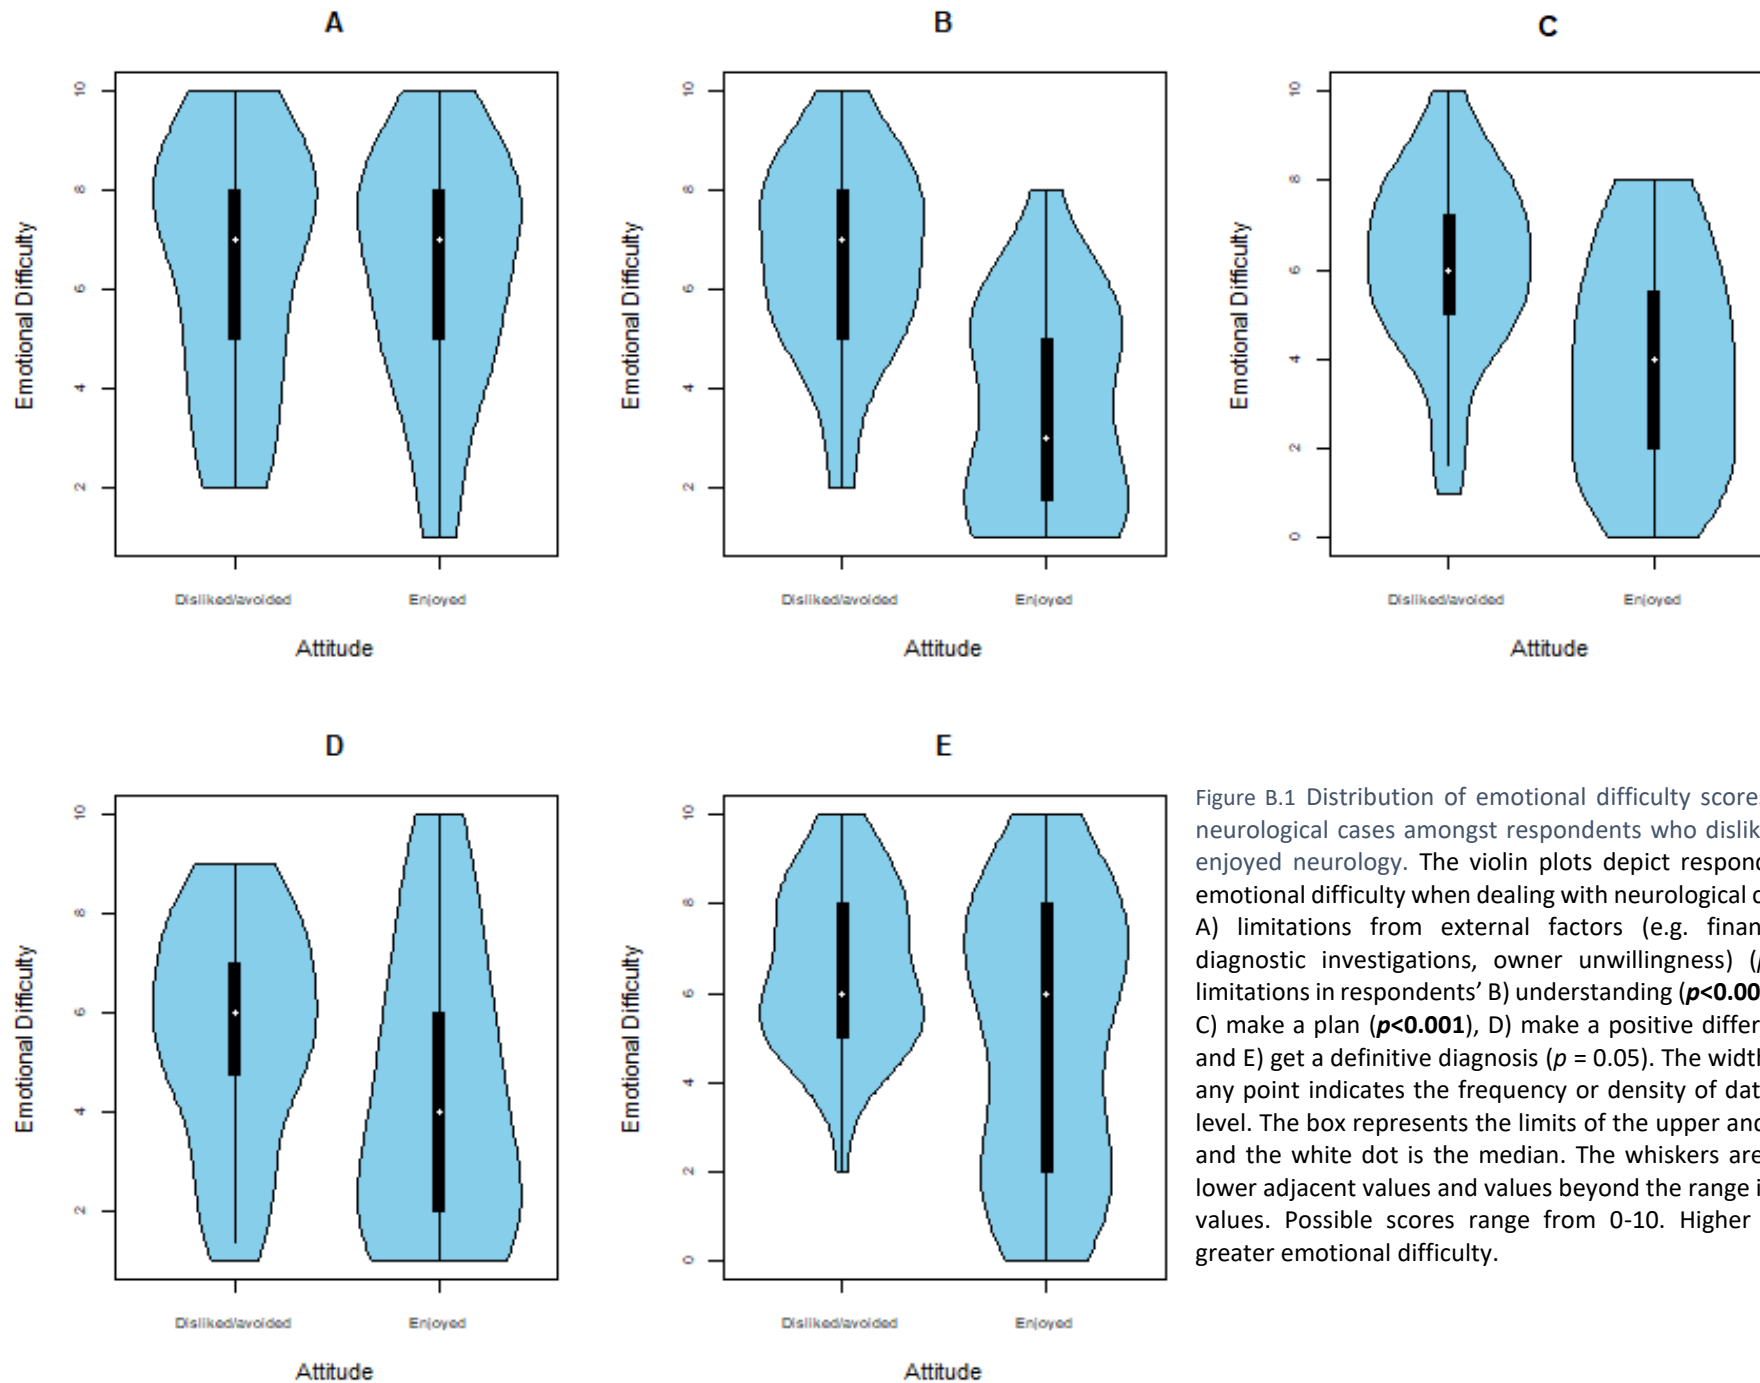 A
B
C
10
8
6
4
2
Emotional Difficulty
Disliked/avoided
Enjoyed
Attitude
10
8
6
4
2
Emotional Difficulty
Disliked/avoided
Enjoyed
Attitude
10
8
6
4
2
0
Emotional Difficulty
Disliked/avoided
Enjoyed
Attitude
D
E
10
8
6
4
2
Emotional Difficulty
Disliked/avoided
Enjoyed
Attitude
10
8
6
4
2
0
Emotional Difficulty
Disliked/avoided
Enjoyed
Attitude
Figure B.1 Distribution of emotional difficulty score
neurological cases amongst respondents who dislik
enjoyed neurology. The violin plots depict respond
emotional difficulty when dealing with neurological
A) limitations from external factors (e.g. finan
diagnostic investigations, owner unwillingness) (
limitations in respondents’ B) understanding (p<0.00
C) make a plan (p<0.001), D) make a positive differ
and E) get a definitive diagnosis (p = 0.05). The width
any point indicates the frequency or density of dat
level. The box represents the limits of the upper and
and the white dot is the median. The whiskers are
lower adjacent values and values beyond the range i
values. Possible scores range from 0-10. Higher
greater emotional difficulty.